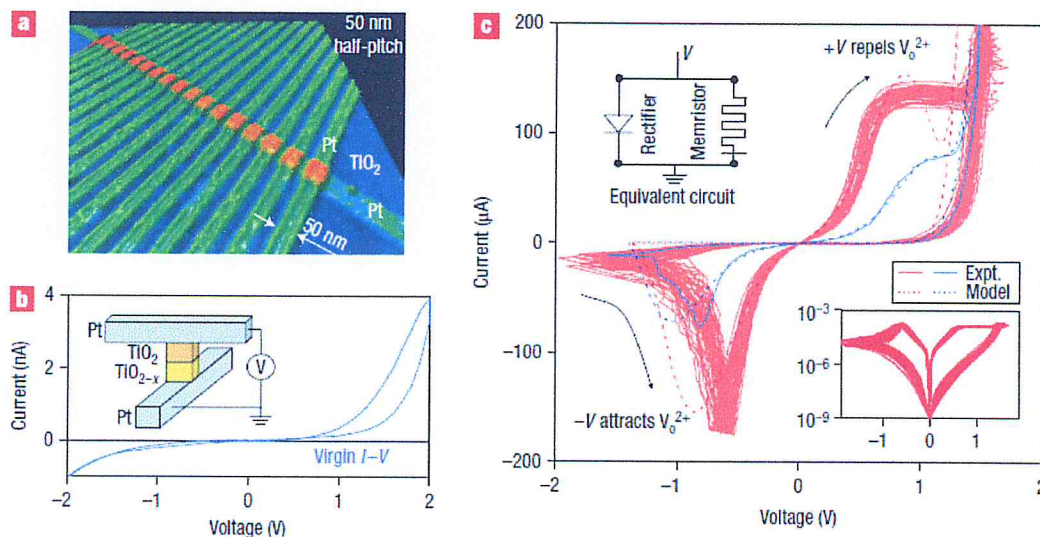 a
50 nm
half-pitch
Pt
TiO₂
Pt
50 nm
b
4
2
0
Current (nA)
Pt
TiO₂
TiO₂₋ₓ
Pt
V
Virgin I–V
−2
−1
0
1
2
Voltage (V)
c
200
100
0
−100
−200
Current (μA)
V
Rectifier
Memristor
Equivalent circuit
+V repels Vₒ²⁺
−V attracts Vₒ²⁺
Expt.
Model
10⁻³
10⁻⁶
10⁻⁹
−1
0
1
−2
−1
0
1
2
Voltage (V)